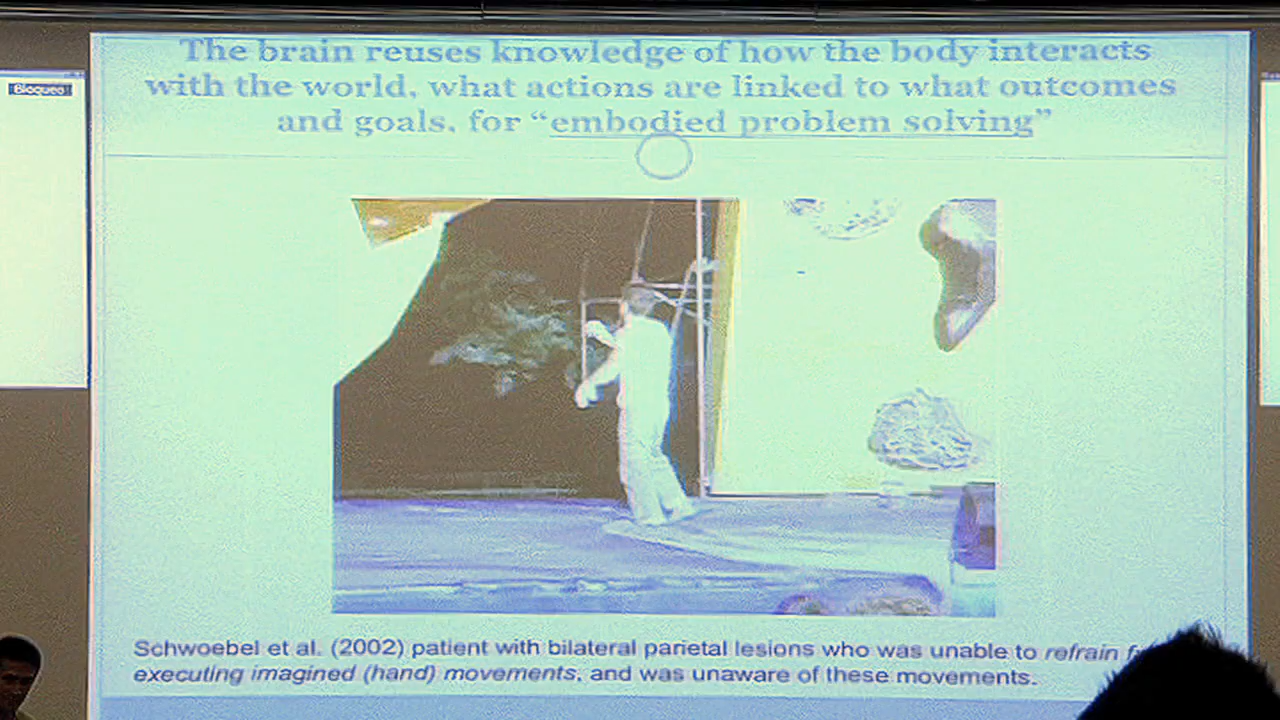 The brain reuses knowledge of how the body interacts
with the world, what actions are linked to what outcomes
and goals, for “embodied problem solving”
Bloqueo
Schwoebel et al. (2002) patient with bilateral parietal lesions who was unable to refrain
executing imagined (hand) movements, and was unaware of these movements.